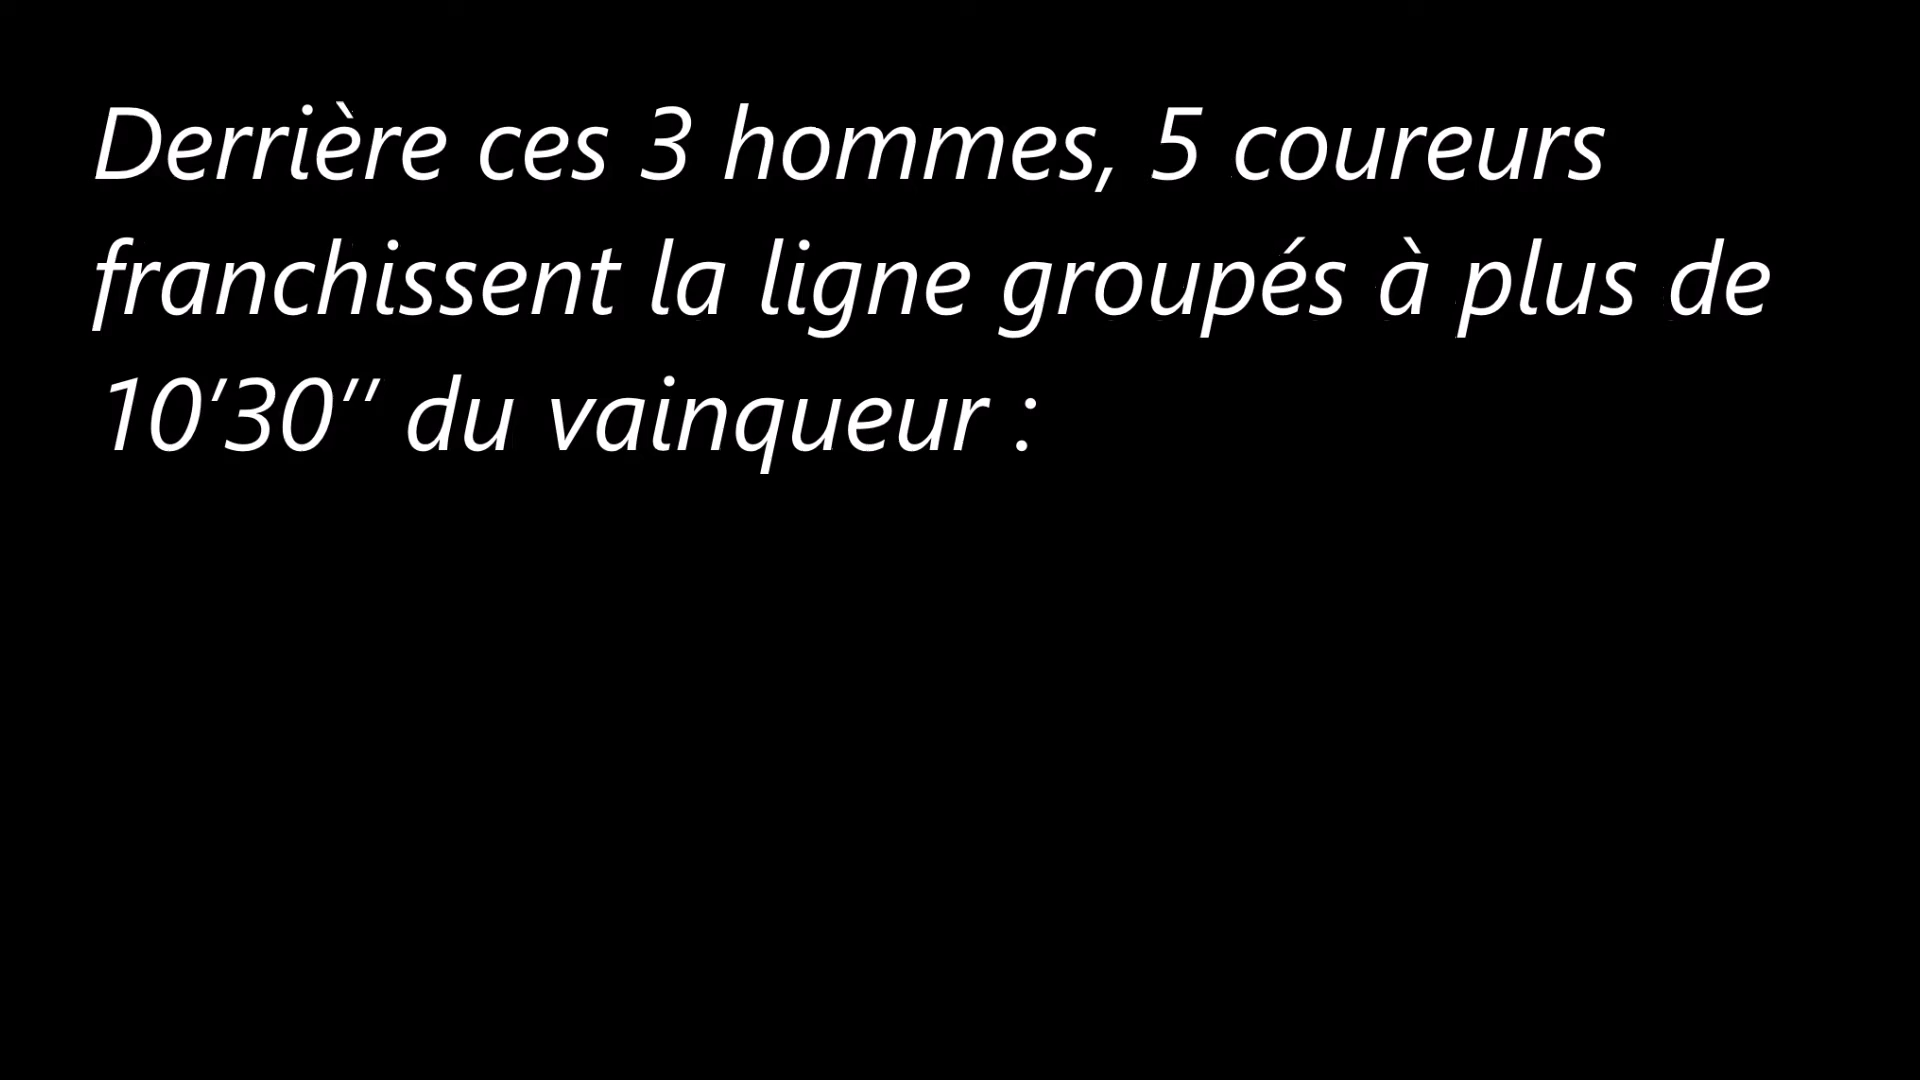 Derrière ces 3 hommes, 5 coureurs
franchissent la ligne groupés à plus de
10’30’’ du vainqueur :